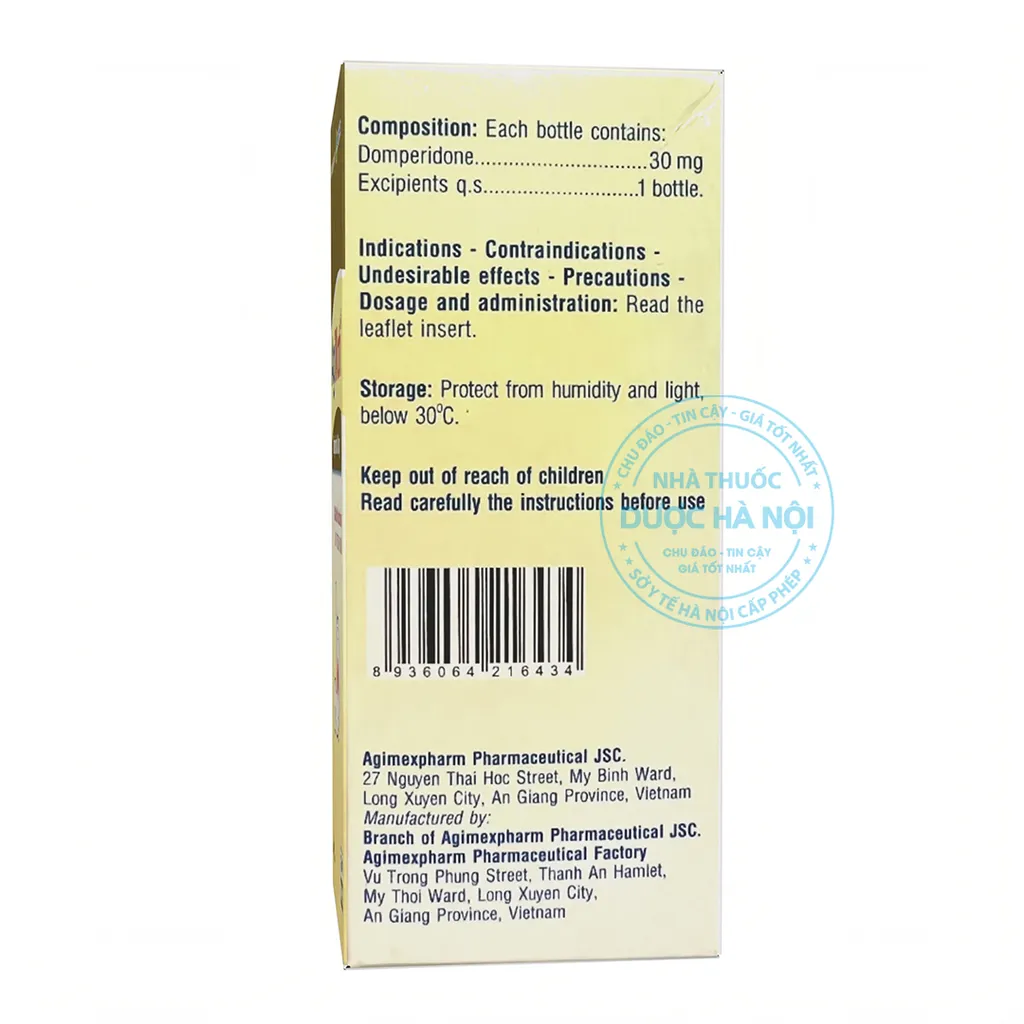 Composition: Each bottle contains:
Domperidone..............................30 mg
Excipients q.s...........................1 bottle.
Indications - Contraindications -
Undesirable effects - Precautions -
Dosage and administration: Read the
leaflet insert.
Storage: Protect from humidity and light,
below 30⁰C.
Keep out of reach of children
Read carefully the instructions before use
CHU ĐÁO - TIN CẬY - GIÁ TỐT NHẤT
NHÀ THUỐC
DƯỢC HÀ NỘI
CHU ĐÁO - TIN CẬY
GIÁ TỐT NHẤT
SỞ Y TẾ HÀ NỘI CẤP PHÉP
8 936064 216434
Agimexpharm Pharmaceutical JSC.
27 Nguyen Thai Hoc Street, My Binh Ward,
Long Xuyen City, An Giang Province, Vietnam
Manufactured by:
Branch of Agimexpharm Pharmaceutical JSC.
Agimexpharm Pharmaceutical Factory
Vu Trong Phung Street, Thanh An Hamlet,
My Thoi Ward, Long Xuyen City,
An Giang Province, Vietnam